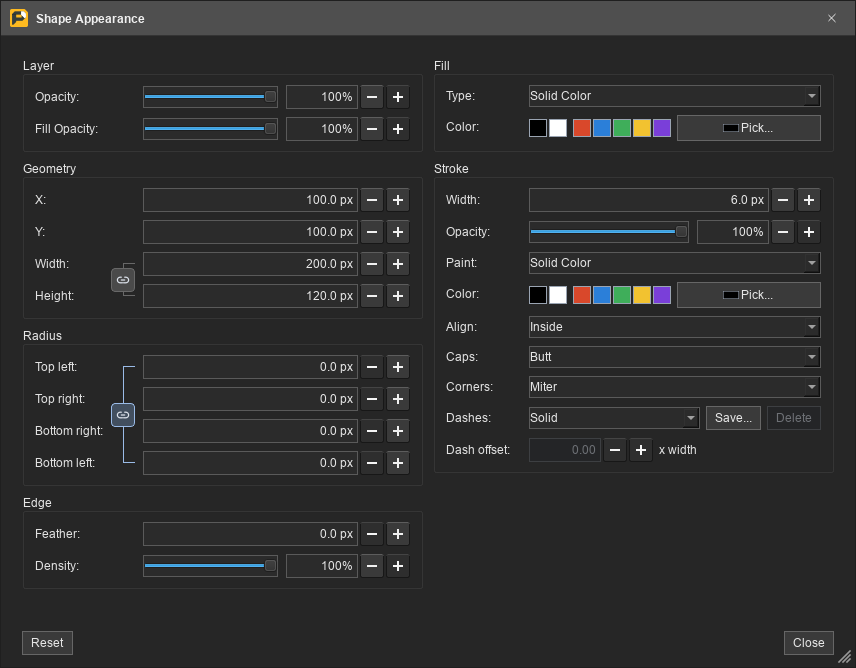 Shape Appearance
Layer
Opacity: 100%
Fill Opacity: 100%
Geometry
X: 100.0 px
Y: 100.0 px
Width: 200.0 px
Height: 120.0 px
Radius
Top left: 0.0 px
Top right: 0.0 px
Bottom right: 0.0 px
Bottom left: 0.0 px
Edge
Feather: 0.0 px
Density: 100%
Fill
Type: Solid Color
Color: Pick...
Stroke
Width: 6.0 px
Opacity: 100%
Paint: Solid Color
Color: Pick...
Align: Inside
Caps: Butt
Corners: Miter
Dashes: Solid Save... Delete
Dash offset: 0.00 x width
Reset Close